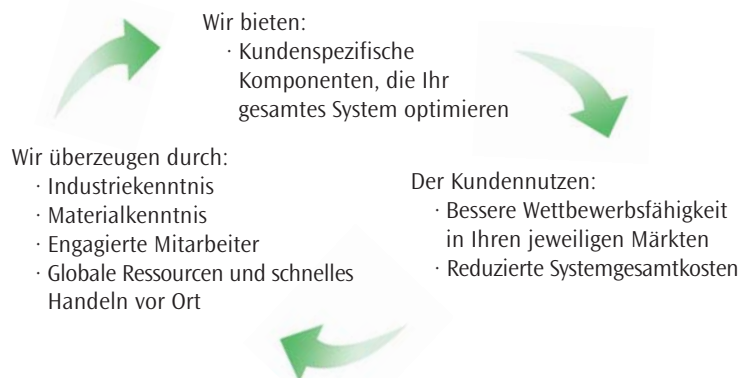 Wir bieten:
· Kundenspezifische
Komponenten, die Ihr
gesamtes System optimieren
Wir überzeugen durch:
· Industriekenntnis
· Materialkenntnis
· Engagierte Mitarbeiter
· Globale Ressourcen und schnelles
Handeln vor Ort
Der Kundennutzen:
· Bessere Wettbewerbsfähigkeit
in Ihren jeweiligen Märkten
· Reduzierte Systemgesamtkosten